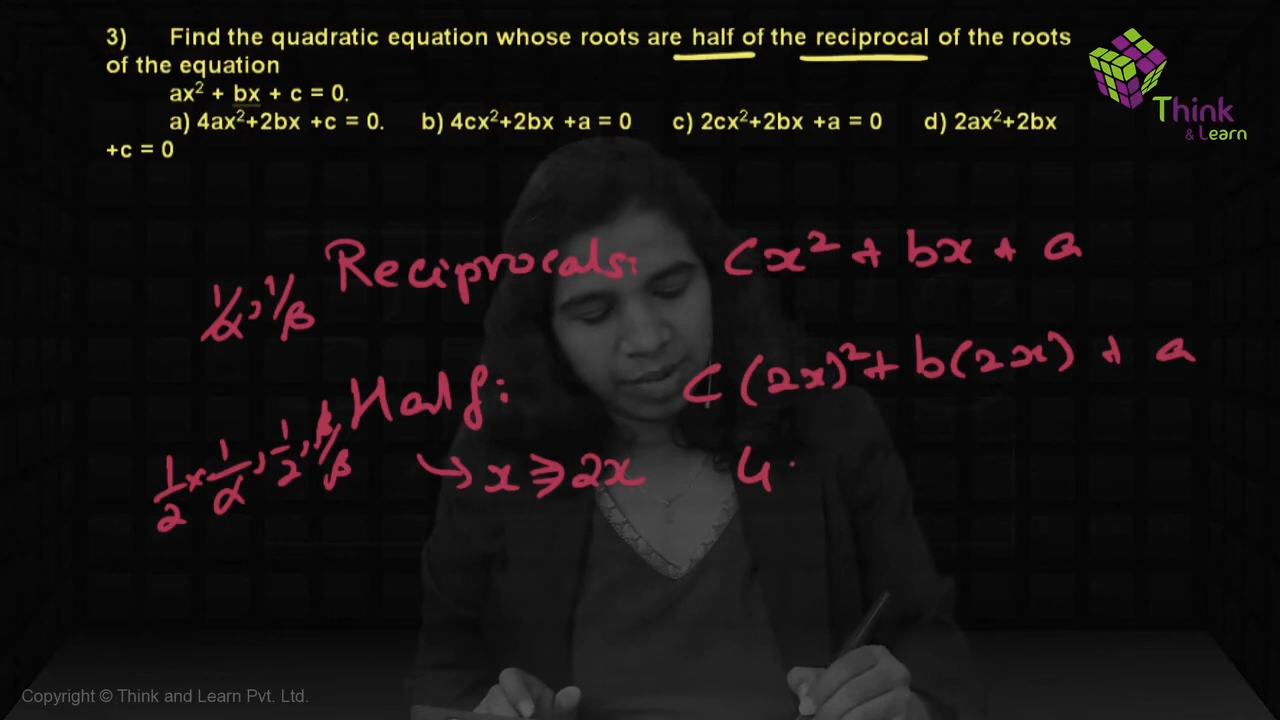 3) Find the quadratic equation whose roots are half of the reciprocal of the roots
of the equation
ax² + bx + c = 0.
a) 4ax²+2bx +c = 0. b) 4cx²+2bx +a = 0 c) 2cx²+2bx +a = 0 d) 2ax²+2bx
+c = 0
Think
& Learn
1/α, 1/β Reciprocals: Cx² + bx + a
Half: C(2x)² + b(2x) + a
1/2 × 1/α, 1/2, /β → x ⇒ 2x 4
Copyright © Think and Learn Pvt. Ltd.